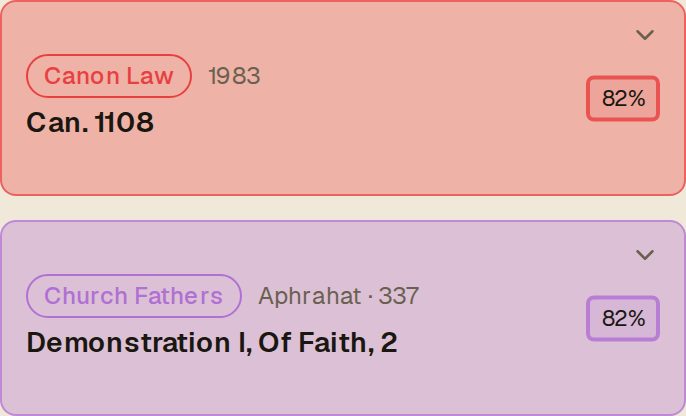 Canon Law 1983
82%
Can. 1108
Church Fathers Aphrahat · 337
82%
Demonstration I, Of Faith, 2